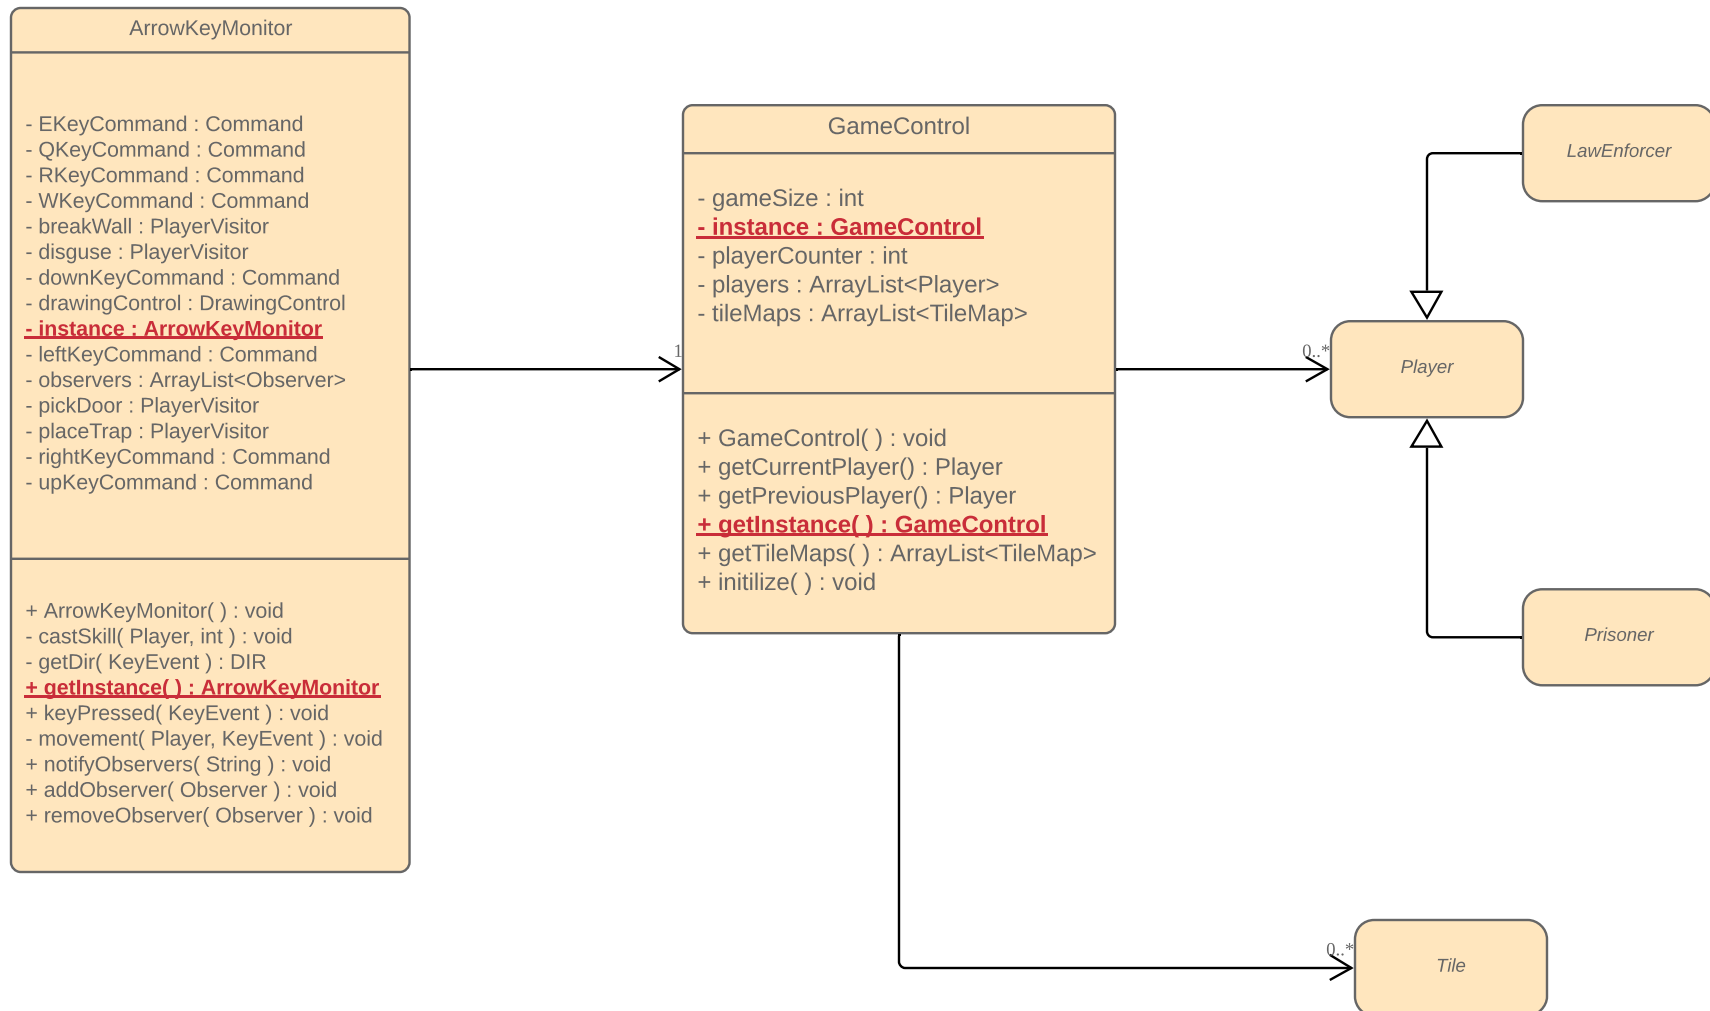 ArrowKeyMonitor
- EKeyCommand : Command
- QKeyCommand : Command
- RKeyCommand : Command
- WKeyCommand : Command
- breakWall : PlayerVisitor
- disguse : PlayerVisitor
- downKeyCommand : Command
- drawingControl : DrawingControl
- instance : ArrowKeyMonitor
- leftKeyCommand : Command
- observers : ArrayList<Observer>
- pickDoor : PlayerVisitor
- placeTrap : PlayerVisitor
- rightKeyCommand : Command
- upKeyCommand : Command
+ ArrowKeyMonitor( ) : void
- castSkill( Player, int ) : void
- getDir( KeyEvent ) : DIR
+ getInstance( ) : ArrowKeyMonitor
+ keyPressed( KeyEvent ) : void
- movement( Player, KeyEvent ) : void
+ notifyObservers( String ) : void
+ addObserver( Observer ) : void
+ removeObserver( Observer ) : void
1
GameControl
- gameSize : int
- instance : GameControl
- playerCounter : int
- players : ArrayList<Player>
- tileMaps : ArrayList<TileMap>
+ GameControl( ) : void
+ getCurrentPlayer() : Player
+ getPreviousPlayer() : Player
+ getInstance( ) : GameControl
+ getTileMaps( ) : ArrayList<TileMap>
+ initilize( ) : void
0..*
LawEnforcer
Player
Prisoner
0..*
Tile